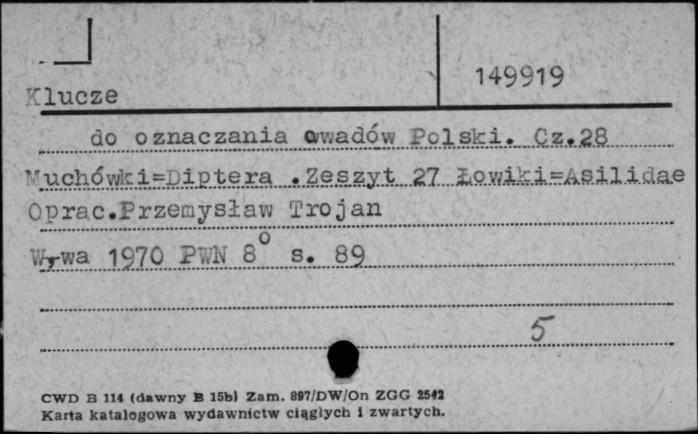 149919
Klucze
do oznaczania owadów Polski. Cz.28
Muchówki=Diptera .Zeszyt 27 Łowiki=Asilidae
Oprac.Przemysław Trojan
W,wa 1970 PWN 8° s. 89
5
CWD B 114 (dawny B 15b) Zam. 897/DW/On ZGG 2542
Karta katalogowa wydawnictw ciągłych i zwartych.